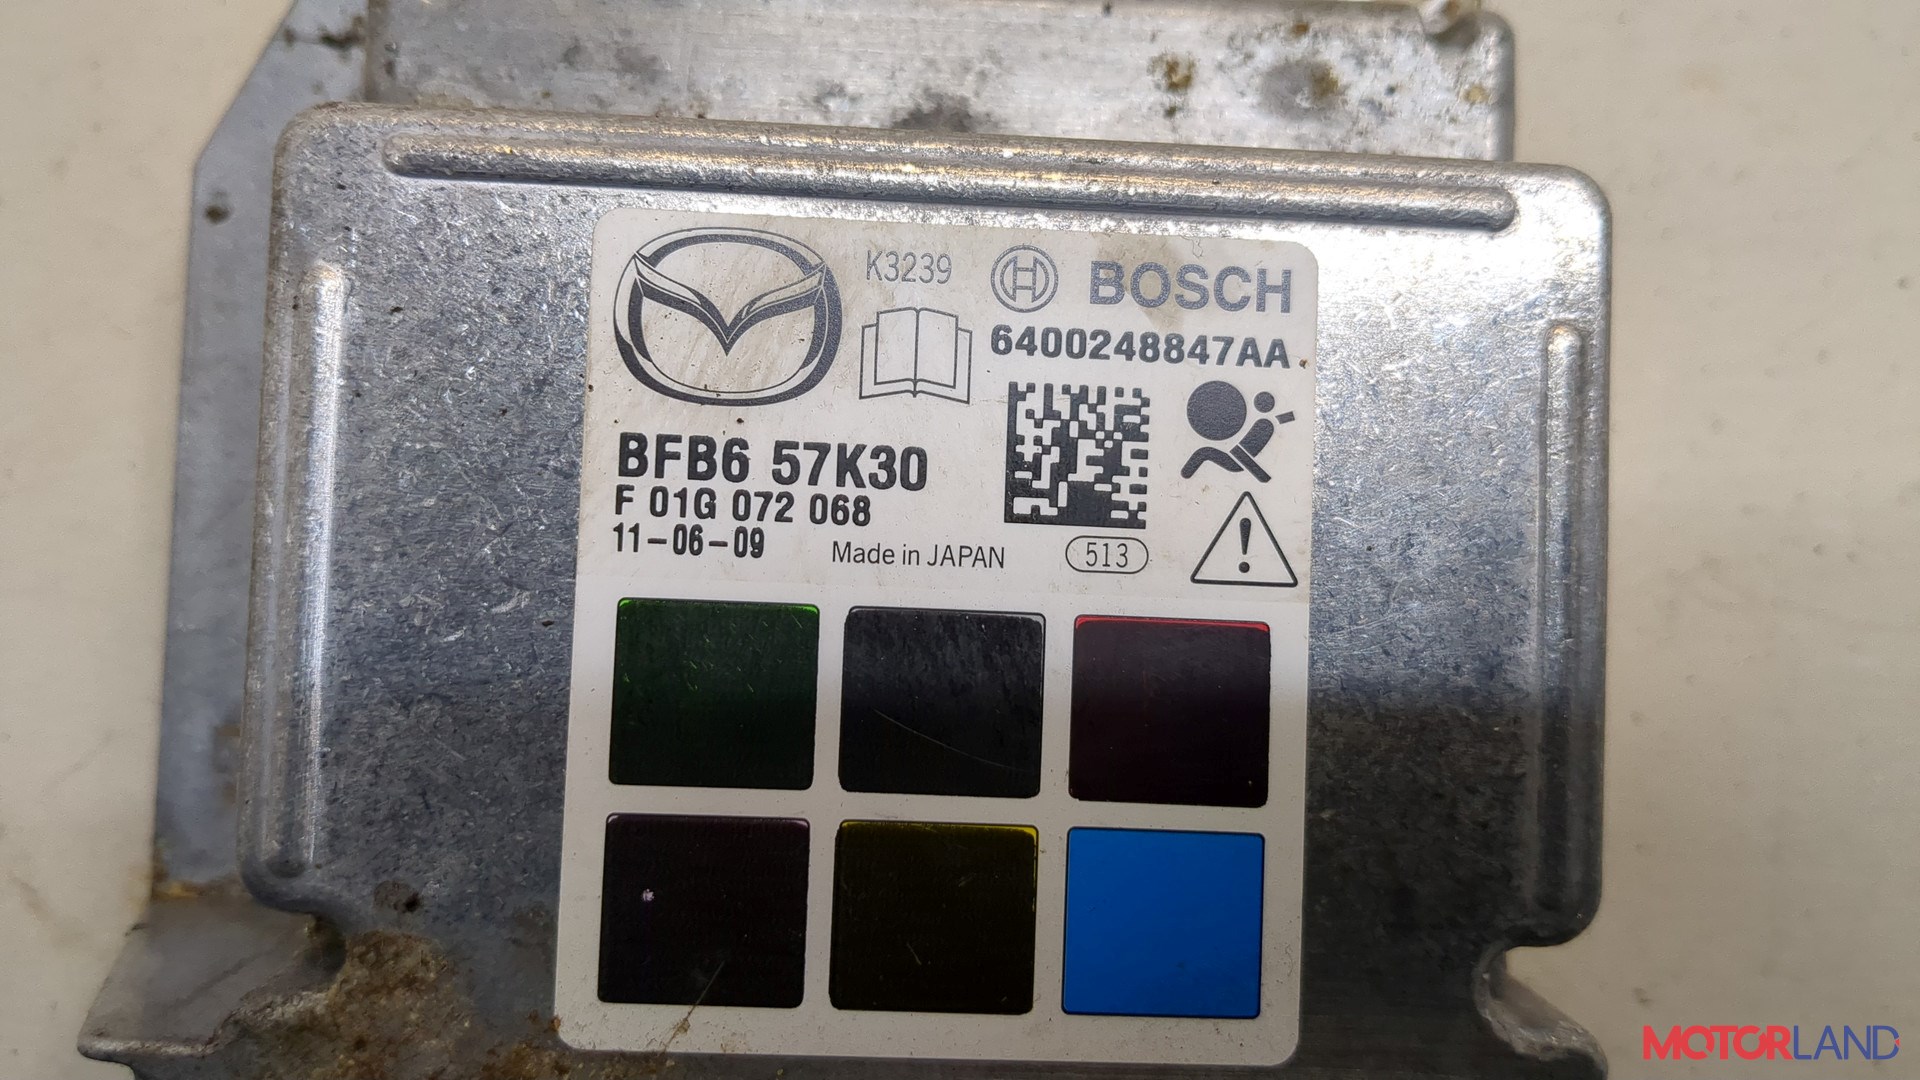 K3239
BOSCH
6400248847AA
BFB6 57K30
F 01G 072 068
11-06-09
Made in JAPAN
513
MOTORLAND